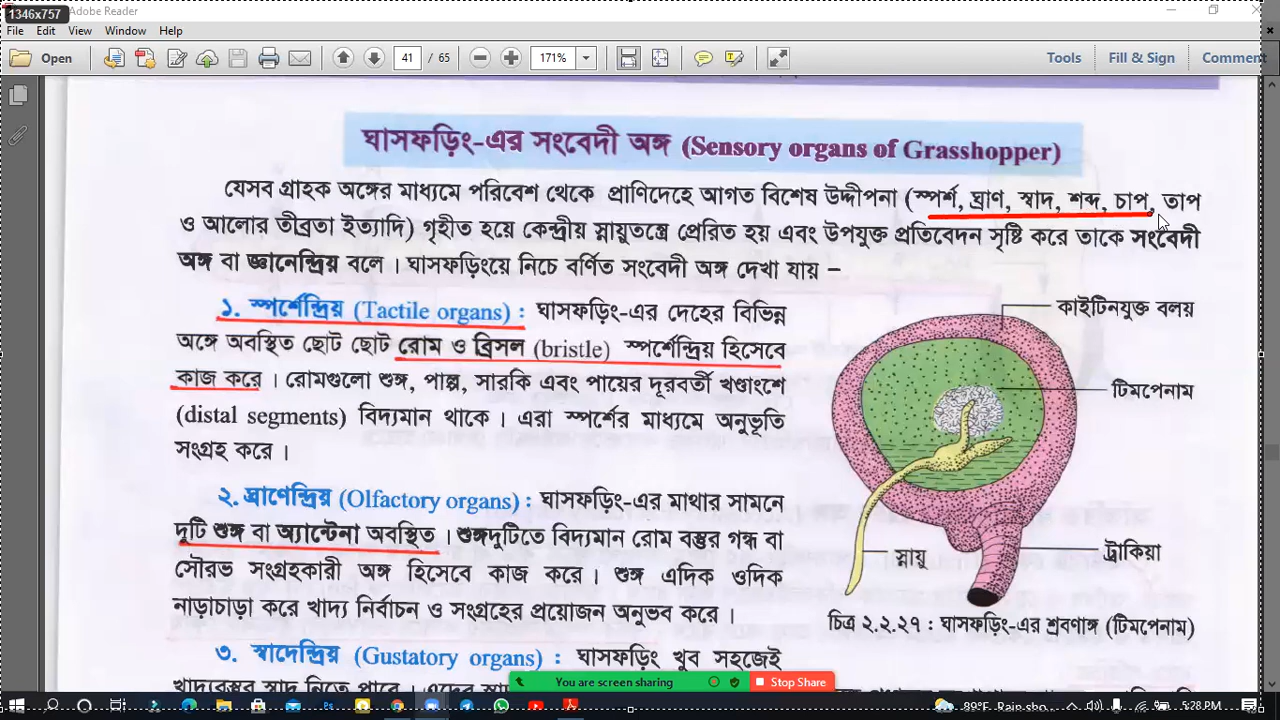 1346x757
Adobe Reader
File Edit View Window Help
Open
41 / 65
171%
Tools
Fill & Sign
Comment
ঘাসফড়িং-এর সংবেদী অঙ্গ (Sensory organs of Grasshopper)
যেসব গ্রাহক অঙ্গের মাধ্যমে পরিবেশ থেকে প্রাণিদেহে আগত বিশেষ উদ্দীপনা (স্পর্শ, ঘ্রাণ, স্বাদ, শব্দ, চাপ, তাপ
ও আলোর তীব্রতা ইত্যাদি) গৃহীত হয়ে কেন্দ্রীয় স্নায়ুতন্ত্রে প্রেরিত হয় এবং উপযুক্ত প্রতিবেদন সৃষ্টি করে তাকে সংবেদী
অঙ্গ বা জ্ঞানেন্দ্রিয় বলে । ঘাসফড়িংয়ে নিচে বর্ণিত সংবেদী অঙ্গ দেখা যায় –
১. স্পর্শেন্দ্রিয় (Tactile organs) : ঘাসফড়িং-এর দেহের বিভিন্ন
অঙ্গে অবস্থিত ছোট ছোট রোম ও ব্রিসল (bristle) স্পর্শেন্দ্রিয় হিসেবে
কাজ করে । রোমগুলো শুঙ্গ, পাল্প, সারকি এবং পায়ের দূরবর্তী খণ্ডাংশে
(distal segments) বিদ্যমান থাকে । এরা স্পর্শের মাধ্যমে অনুভূতি
সংগ্রহ করে ।
২. ঘ্রাণেন্দ্রিয় (Olfactory organs) : ঘাসফড়িং-এর মাথার সামনে
দুটি শুঙ্গ বা অ্যান্টেনা অবস্থিত । শুঙ্গদুটিতে বিদ্যমান রোম বস্তুর গন্ধ বা
সৌরভ সংগ্রহকারী অঙ্গ হিসেবে কাজ করে । শুঙ্গ এদিক ওদিক
নাড়াচাড়া করে খাদ্য নির্বাচন ও সংগ্রহের প্রয়োজন অনুভব করে ।
৩. স্বাদেন্দ্রিয় (Gustatory organs) : ঘাসফড়িং খুব সহজেই
খাদ্যবস্তুর স্বাদ নিতে পারে । এদের
কাইটিনযুক্ত বলয়
টিমপেনাম
স্নায়ু
ট্রাকিয়া
চিত্র ২.২.২৭ : ঘাসফড়িং-এর শ্রবণাঙ্গ (টিমপেনাম)
You are screen sharing
Stop Share
89°F Rain sho...
5:28 PM